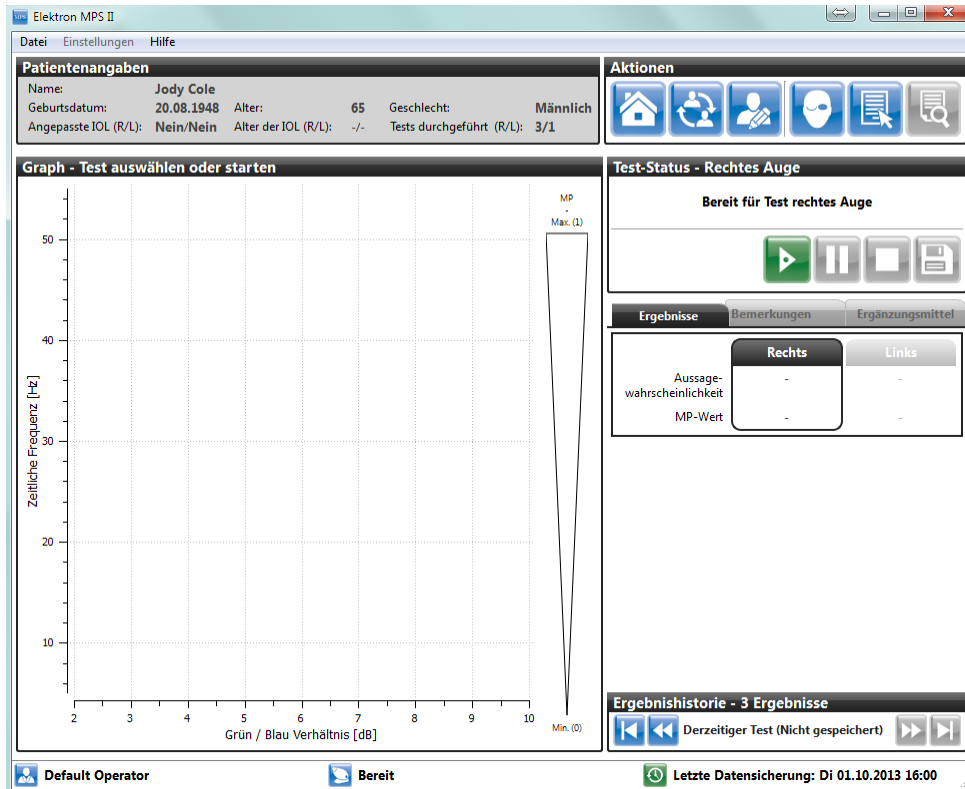 Elektron MPS II
Datei Einstellungen Hilfe
Patientenangaben
Name: Jody Cole
Geburtsdatum: 20.08.1948 Alter: 65 Geschlecht: Männlich
Angepasste IOL (R/L): Nein/Nein Alter der IOL (R/L): -/- Tests durchgeführt (R/L): 3/1
Aktionen
Graph - Test auswählen oder starten
MP
-
Max. (1)
50
40
30
20
10
Zeitliche Frequenz [Hz]
2 3 4 5 6 7 8 9 10
Grün / Blau Verhältnis [dB]
Min. (0)
Test-Status - Rechtes Auge
Bereit für Test rechtes Auge
Ergebnisse Bemerkungen Ergänzungsmittel
Rechts Links
Aussage-
wahrscheinlichkeit - -
MP-Wert - -
Ergebnishistorie - 3 Ergebnisse
Derzeitiger Test (Nicht gespeichert)
Default Operator Bereit Letzte Datensicherung: Di 01.10.2013 16:00